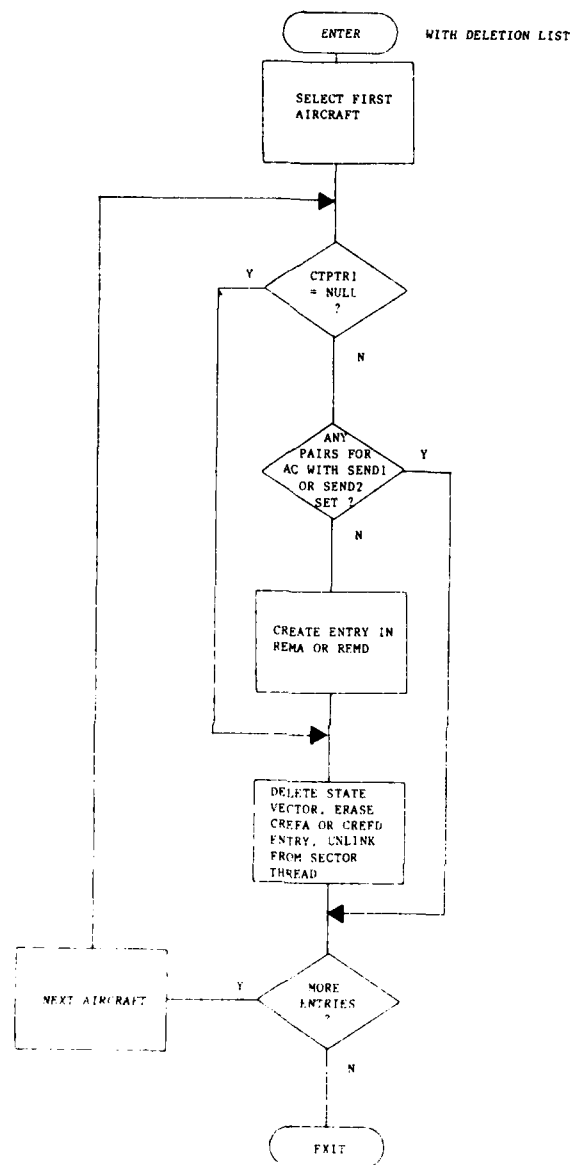 ENTER
WITH DELETION LIST
SELECT FIRST
AIRCRAFT
Y
CTPTR1
= NULL
?
N
ANY
PAIRS FOR
AC WITH SEND1
OR SEND2
SET ?
Y
N
CREATE ENTRY IN
REMA OR REMD
DELETE STATE
VECTOR, ERASE
CREFA OR CREFD
ENTRY, UNLINK
FROM SECTOR
THREAD
NEXT AIRCRAFT
Y
MORE
ENTRIES
?
N
EXIT